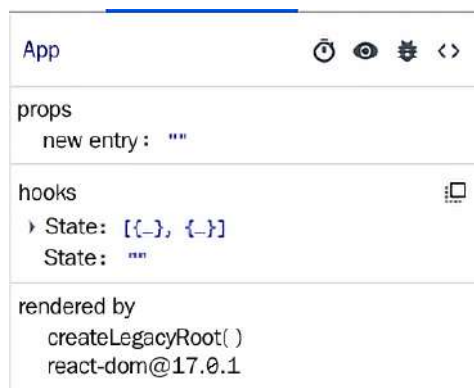 App
props
new entry: ""
hooks
State: [{…}, {…}]
State: ""
rendered by
createLegacyRoot()
react-dom@17.0.1